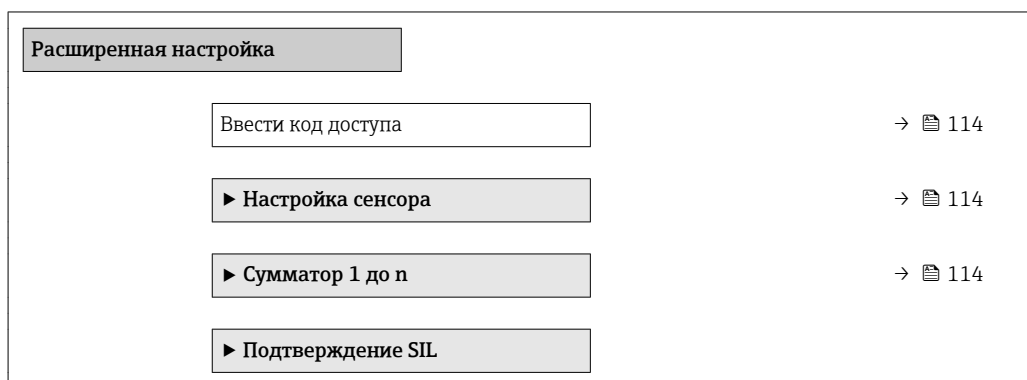 Расширенная настройка
Ввести код доступа → 114
▶ Настройка сенсора → 114
▶ Сумматор 1 до n → 114
▶ Подтверждение SIL